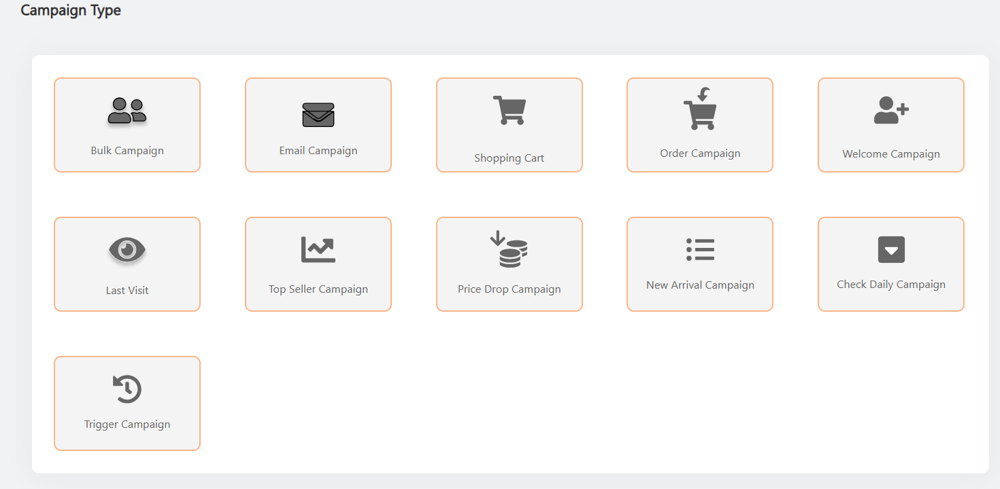 Campaign Type
Bulk Campaign
Email Campaign
Shopping Cart
Order Campaign
Welcome Campaign
Last Visit
Top Seller Campaign
Price Drop Campaign
New Arrival Campaign
Check Daily Campaign
Trigger Campaign